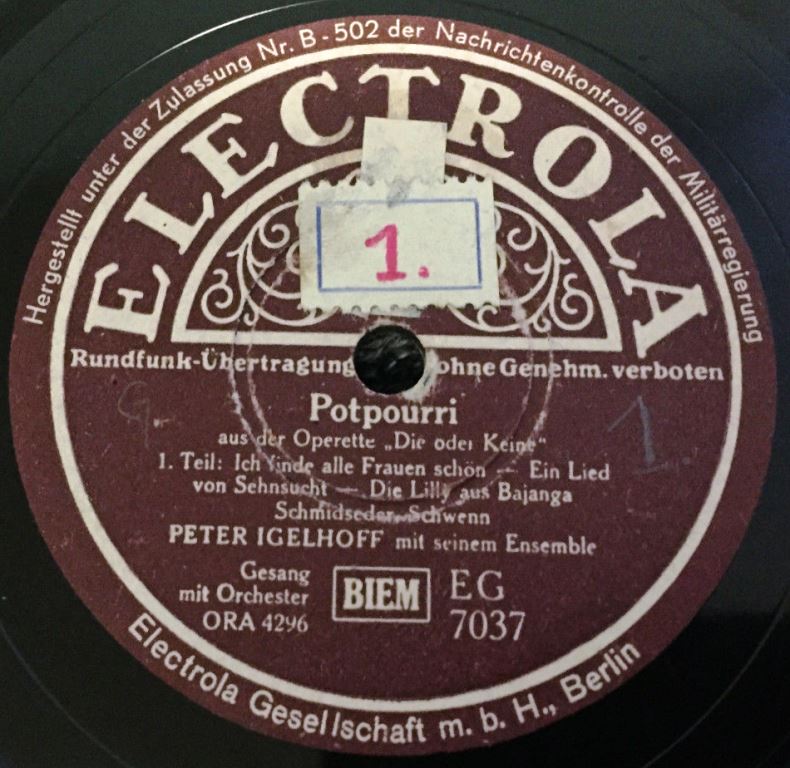 Hergestellt unter der Zulassung Nr. B-502 der Nachrichtenkontrolle der Militärregierung
ELECTROLA
1.
Rundfunk-Übertragung ohne Genehm. verboten
G.
1.
Potpourri
aus der Operette „Die oder Keine“
1. Teil: Ich finde alle Frauen schön — Ein Lied
von Sehnsucht — Die Lilly aus Bajanga
Schmidseder-Schwenn
PETER IGELHOFF mit seinem Ensemble
Gesang
mit Orchester
ORA 4296
BIEM
EG
7037
Electrola Gesellschaft m. b. H., Berlin